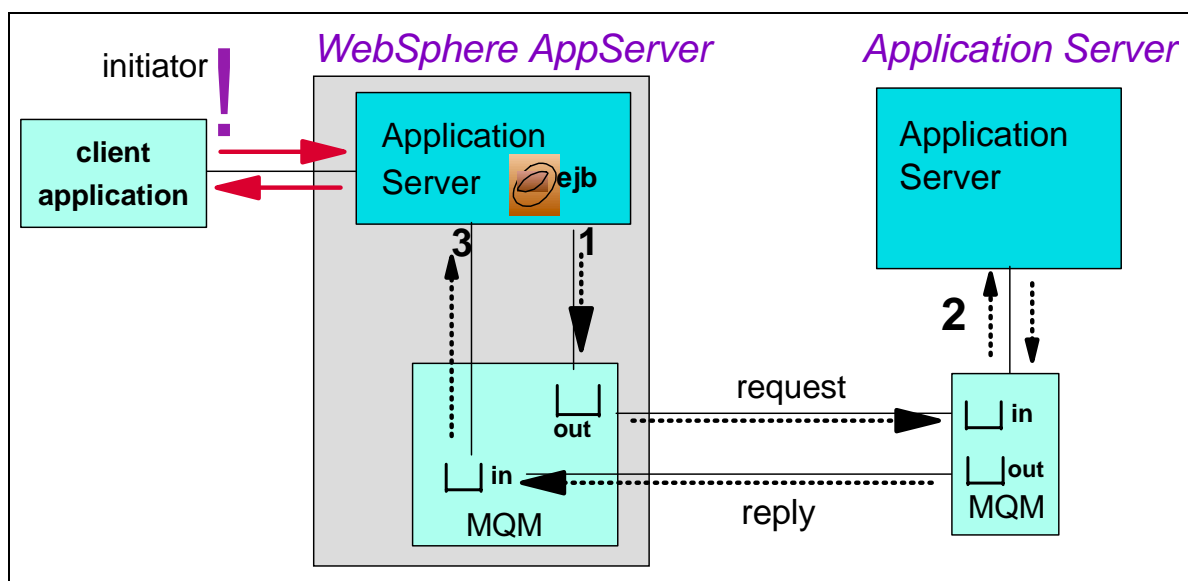 WebSphere AppServer
Application Server
initiator
!
client
application
Application
Server
ejb
Application
Server
3
1
2
out
in
MQM
request
reply
in
out
MQM